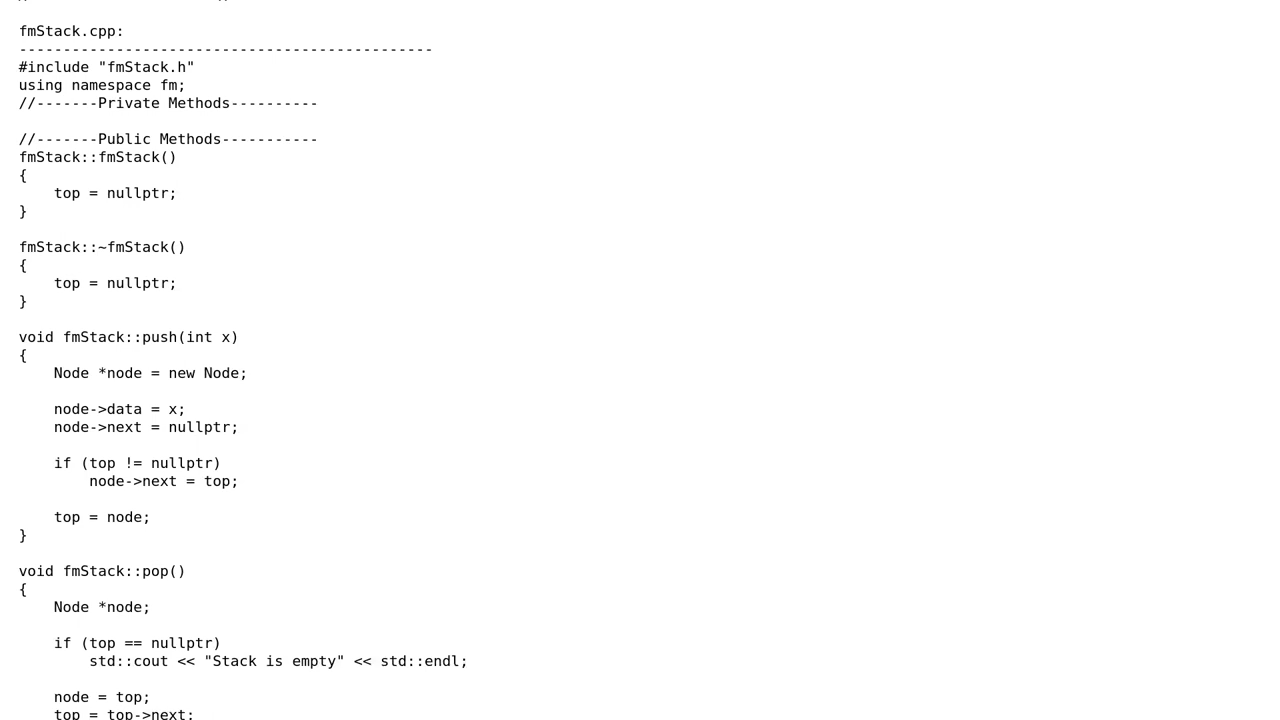 fmStack.cpp:
-----------------------------------------------
#include "fmStack.h"
using namespace fm;
//-------Private Methods----------
//-------Public Methods-----------
fmStack::fmStack()
{
    top = nullptr;
}
fmStack::~fmStack()
{
    top = nullptr;
}
void fmStack::push(int x)
{
    Node *node = new Node;
    node->data = x;
    node->next = nullptr;
    if (top != nullptr)
        node->next = top;
    top = node;
}
void fmStack::pop()
{
    Node *node;
    if (top == nullptr)
        std::cout << "Stack is empty" << std::endl;
    node = top;
    top = top->next;